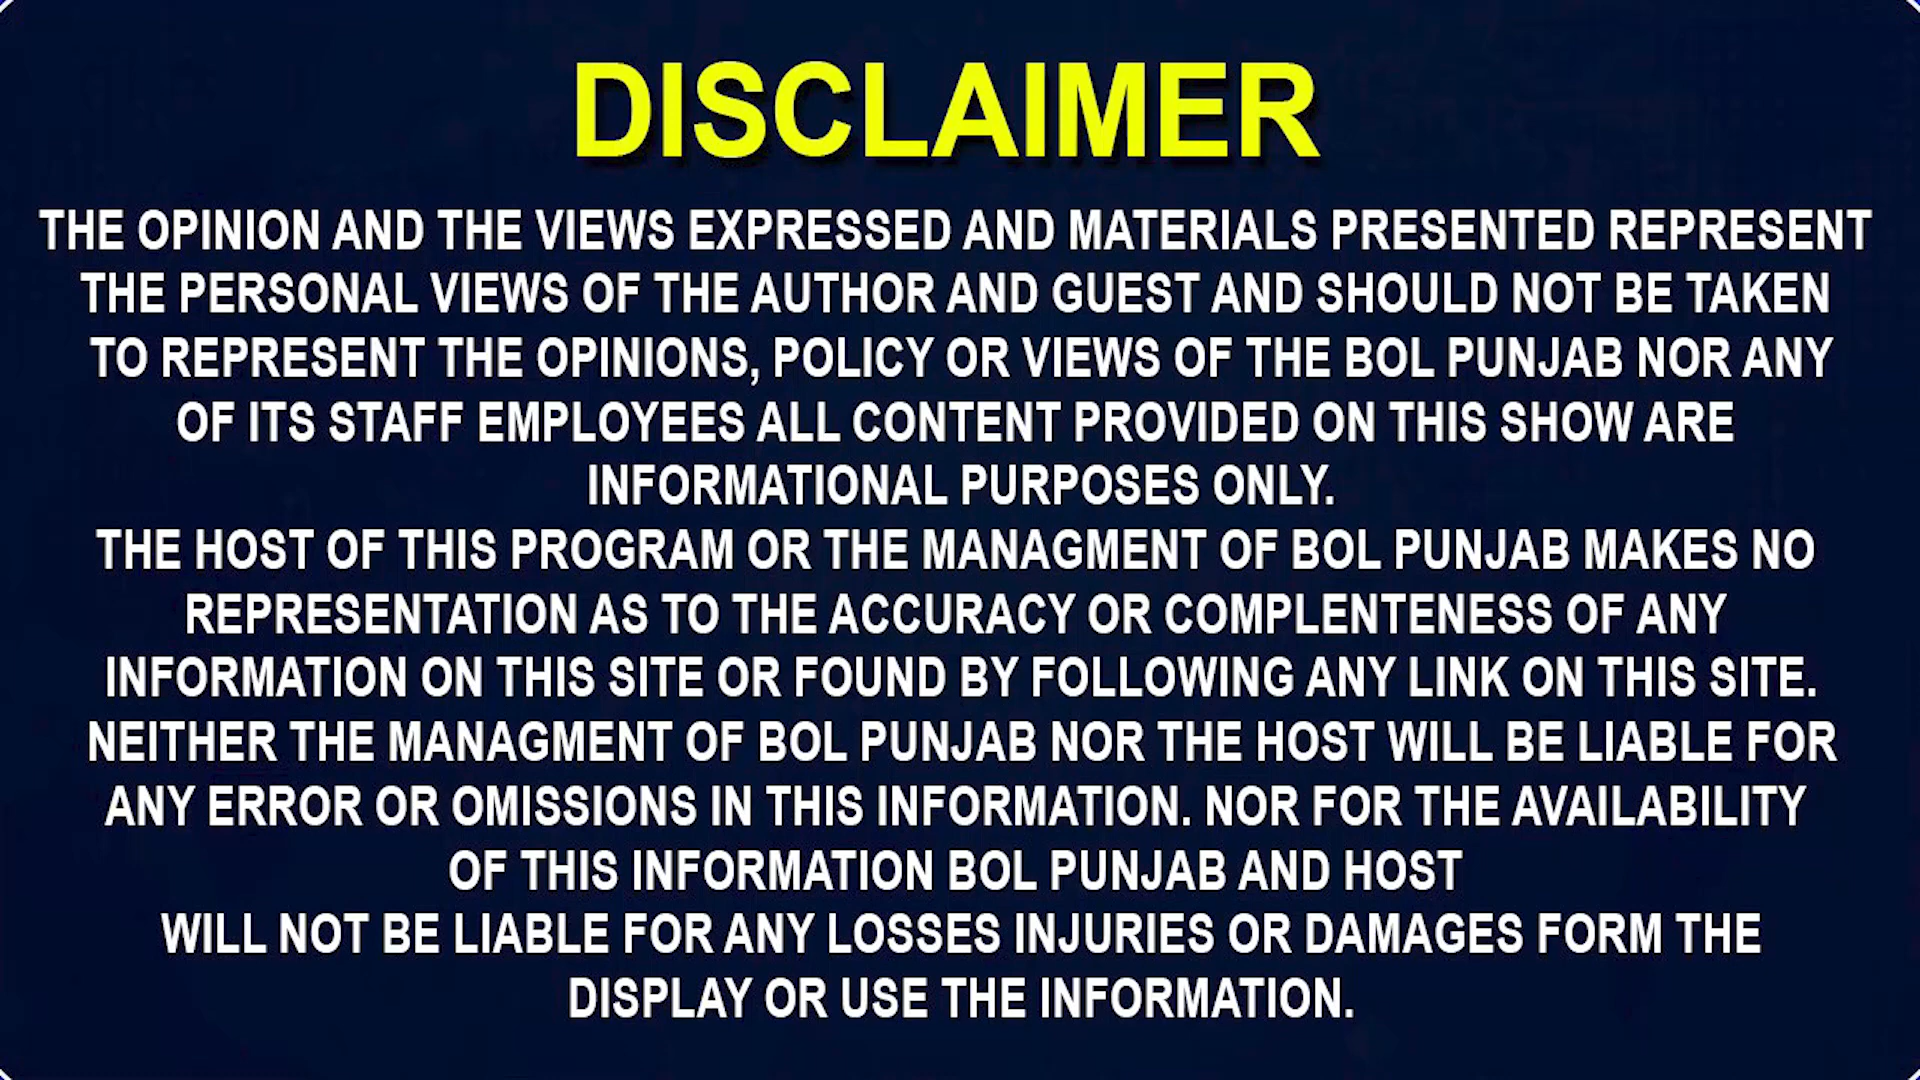 DISCLAIMER
THE OPINION AND THE VIEWS EXPRESSED AND MATERIALS PRESENTED REPRESENT
THE PERSONAL VIEWS OF THE AUTHOR AND GUEST AND SHOULD NOT BE TAKEN
TO REPRESENT THE OPINIONS, POLICY OR VIEWS OF THE BOL PUNJAB NOR ANY
OF ITS STAFF EMPLOYEES ALL CONTENT PROVIDED ON THIS SHOW ARE
INFORMATIONAL PURPOSES ONLY.
THE HOST OF THIS PROGRAM OR THE MANAGMENT OF BOL PUNJAB MAKES NO
REPRESENTATION AS TO THE ACCURACY OR COMPLENTENESS OF ANY
INFORMATION ON THIS SITE OR FOUND BY FOLLOWING ANY LINK ON THIS SITE.
NEITHER THE MANAGMENT OF BOL PUNJAB NOR THE HOST WILL BE LIABLE FOR
ANY ERROR OR OMISSIONS IN THIS INFORMATION. NOR FOR THE AVAILABILITY
OF THIS INFORMATION BOL PUNJAB AND HOST
WILL NOT BE LIABLE FOR ANY LOSSES INJURIES OR DAMAGES FORM THE
DISPLAY OR USE THE INFORMATION.